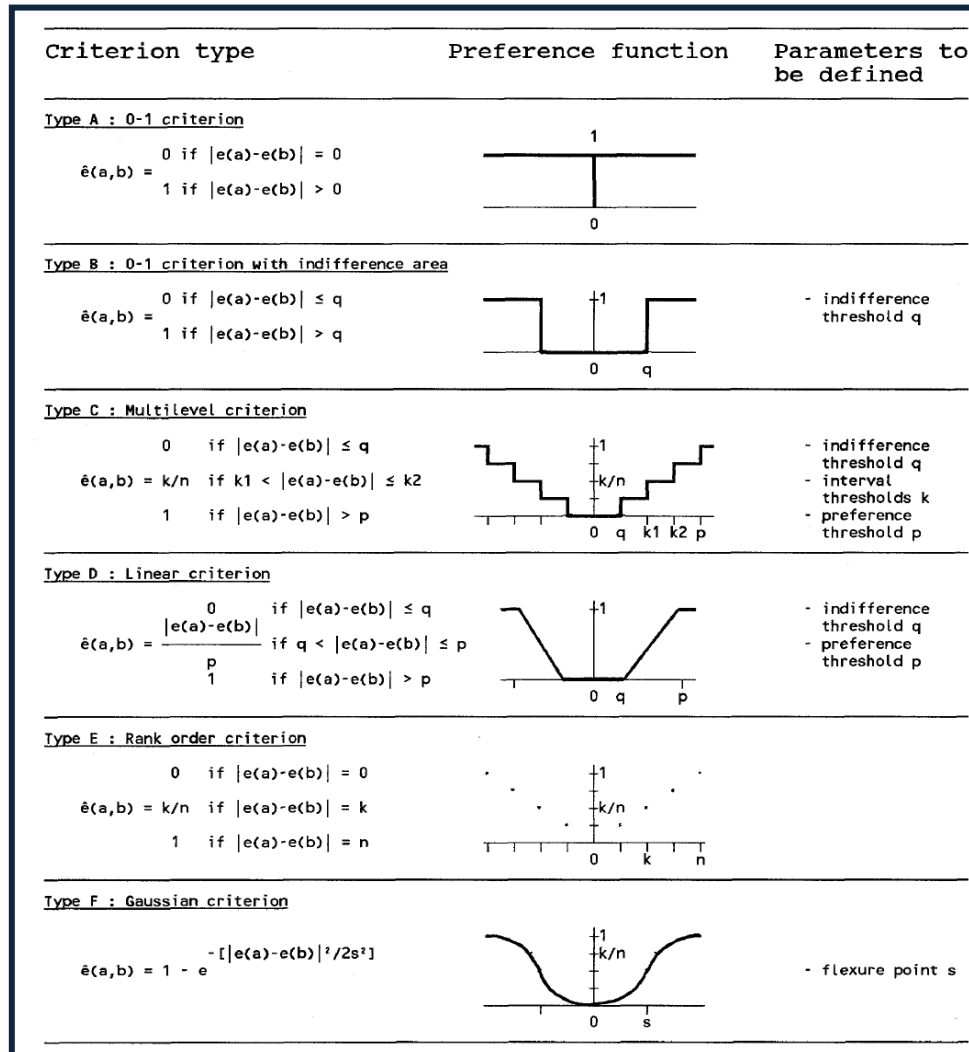 Criterion type Preference function Parameters to
be defined
Type A : 0-1 criterion
1
0 if |e(a)-e(b)| = 0
ê(a,b) =
1 if |e(a)-e(b)| > 0
0
Type B : 0-1 criterion with indifference area
0 if |e(a)-e(b)| ≤ q
1
- indifference
ê(a,b) =
threshold q
1 if |e(a)-e(b)| > q
0 q
Type C : Multilevel criterion
0 if |e(a)-e(b)| ≤ q
1
- indifference
threshold q
ê(a,b) = k/n if k1 < |e(a)-e(b)| ≤ k2
k/n
- interval
thresholds k
1 if |e(a)-e(b)| > p
- preference
0 q k1 k2 p
threshold p
Type D : Linear criterion
0 if |e(a)-e(b)| ≤ q
1
- indifference
|e(a)-e(b)|
threshold q
ê(a,b) = if q < |e(a)-e(b)| ≤ p
- preference
p
threshold p
1 if |e(a)-e(b)| > p
0 q p
Type E : Rank order criterion
0 if |e(a)-e(b)| = 0
1
ê(a,b) = k/n if |e(a)-e(b)| = k
k/n
1 if |e(a)-e(b)| = n
0 k n
Type F : Gaussian criterion
1
k/n
-[|e(a)-e(b)|²/2s²]
ê(a,b) = 1 - e
- flexure point s
0 s